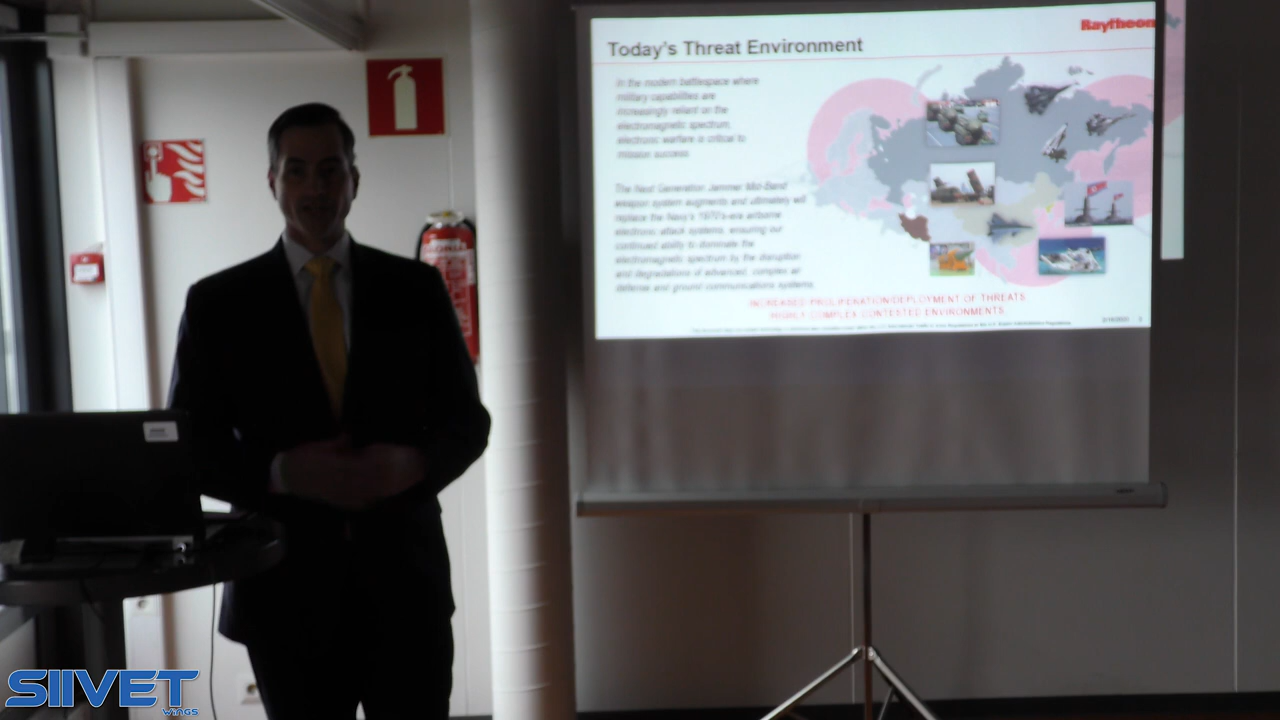 Raytheon
Today's Threat Environment
In the modern battlespace where
military capabilities are
increasingly reliant on the
electromagnetic spectrum,
electronic warfare is critical to
mission success
The Next Generation Jammer Mid-Band
weapon system augments and ultimately will
replace the Navy's 1970's-era airborne
electronic attack systems, ensuring our
continued ability to dominate the
electromagnetic spectrum by the disruption
and degradations of advanced, complex air
defense and ground communications systems.
INCREASED PROLIFERATION/DEPLOYMENT OF THREATS
HIGHLY COMPLEX CONTESTED ENVIRONMENTS
SIIVET
WINGS